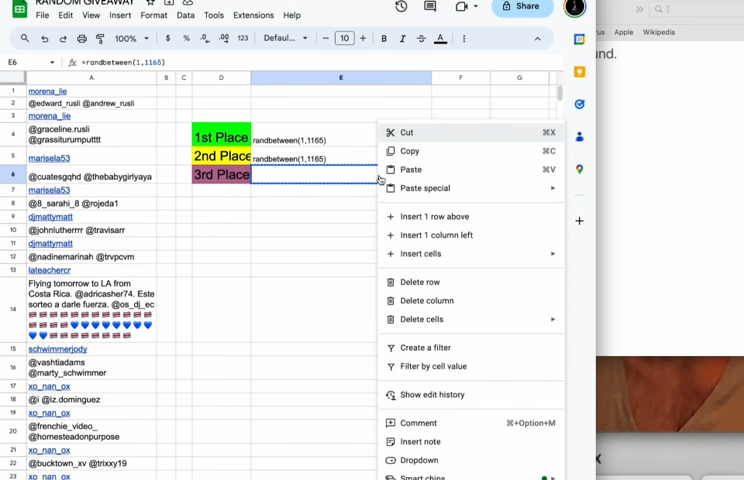 RANDOM GIVEAWAY
File Edit View Insert Format Data Tools Extensions Help
Share
100% $ % .0 .00 123 Defaul... 10 B I A
E6 fx =randbetween(1,1165)
A B C D E F G
1 morena_lie
2 @edward_rusli @andrew_rusli
3 morena_lie
4 @graceline.rusli
@grassiturumputttt
1st Place randbetween(1,1165)
5 marisela53 2nd Place randbetween(1,1165)
6 @cuatesgqhd @thebabygirlyaya 3rd Place
7 marisela53
8 @8_sarahi_8 @rojeda1
9 djmattymatt
10 @johnlutherrr @travisarr
11 djmattymatt
12 @nadinemarinah @trvpcvm
13 lateachercr
14 Flying tomorrow to LA from
Costa Rica. @adricasher74. Este
sorteo a darle fuerza. @os_dj_ec
15 schwimmerjody
16 @vashtiadams
@marty_schwimmer
17 xo_nan_ox
18 @i @iz.dominguez
19 xo_nan_ox
20 @frenchie_video_
@homesteadonpurpose
21 xo_nan_ox
22 @bucktown_xv @trixxy19
23 xo_nan_ox
Cut ⌘X
Copy ⌘C
Paste ⌘V
Paste special
Insert 1 row above
Insert 1 column left
Insert cells
Delete row
Delete column
Delete cells
Create a filter
Filter by cell value
Show edit history
Comment ⌘+Option+M
Insert note
Dropdown
Smart chips
Apple Wikipedia